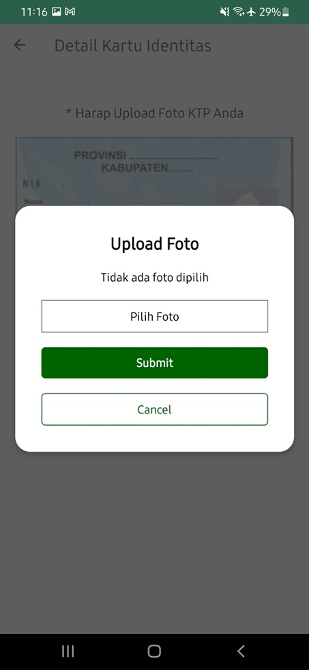 11:16 29%
Detail Kartu Identitas
* Harap Upload Foto KTP Anda
PROVINSI ...........................
KABUPATEN........
NIK
Nama
Upload Foto
Tidak ada foto dipilih
Pilih Foto
Submit
Cancel